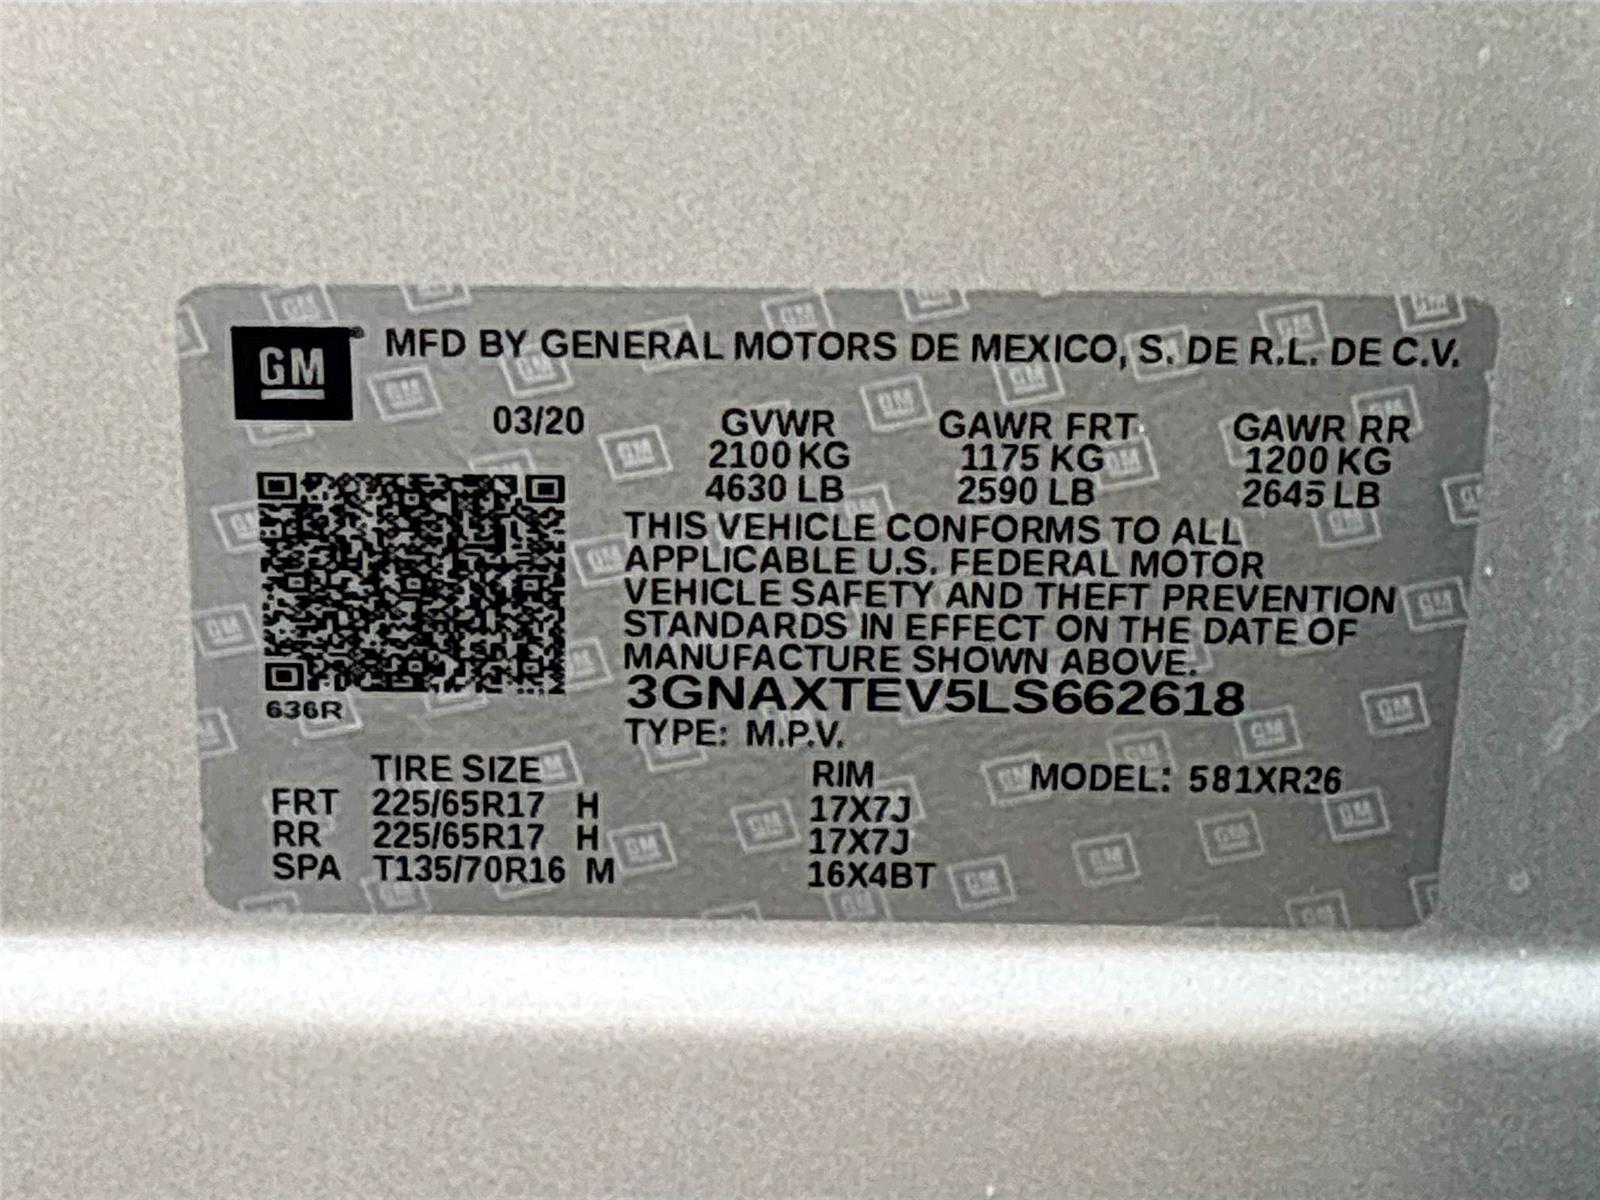 GM MFD BY GENERAL MOTORS DE MEXICO, S. DE R.L. DE C.V.
03/20 GVWR GAWR FRT GAWR RR
2100 KG 1175 KG 1200 KG
4630 LB 2590 LB 2645 LB
THIS VEHICLE CONFORMS TO ALL
APPLICABLE U.S. FEDERAL MOTOR
VEHICLE SAFETY AND THEFT PREVENTION
STANDARDS IN EFFECT ON THE DATE OF
MANUFACTURE SHOWN ABOVE.
3GNAXTEV5LS662618
636R
TYPE: M.P.V.
TIRE SIZE RIM MODEL: 581XR26
FRT 225/65R17 H 17X7J
RR 225/65R17 H 17X7J
SPA T135/70R16 M 16X4BT